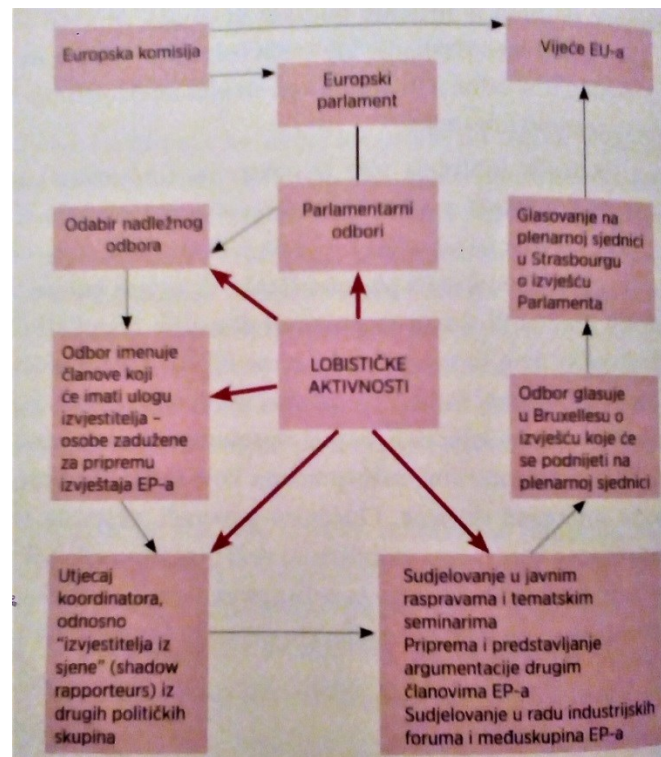 Europska komisija
Vijeće EU-a
Europski
parlament
Odabir nadležnog
odbora
Parlamentarni
odbori
Glasovanje na
plenarnoj sjednici
u Strasbourgu
o izvješću
Parlamenta
Odbor imenuje
članove koji
će imati ulogu
izvjestitelja –
osobe zadužene
za pripremu
izvještaja EP-a
LOBISTIČKE
AKTIVNOSTI
Odbor glasuje
u Bruxellesu o
izvješću koje će
se podnijeti na
plenarnoj sjednici
Utjecaj
koordinatora,
odnosno
“izvjestitelja iz
sjene” (shadow
rapporteurs) iz
drugih političkih
skupina
Sudjelovanje u javnim
raspravama i tematskim
seminarima
Priprema i predstavljanje
argumentacije drugim
članovima EP-a
Sudjelovanje u radu industrijskih
foruma i međuskupina EP-a